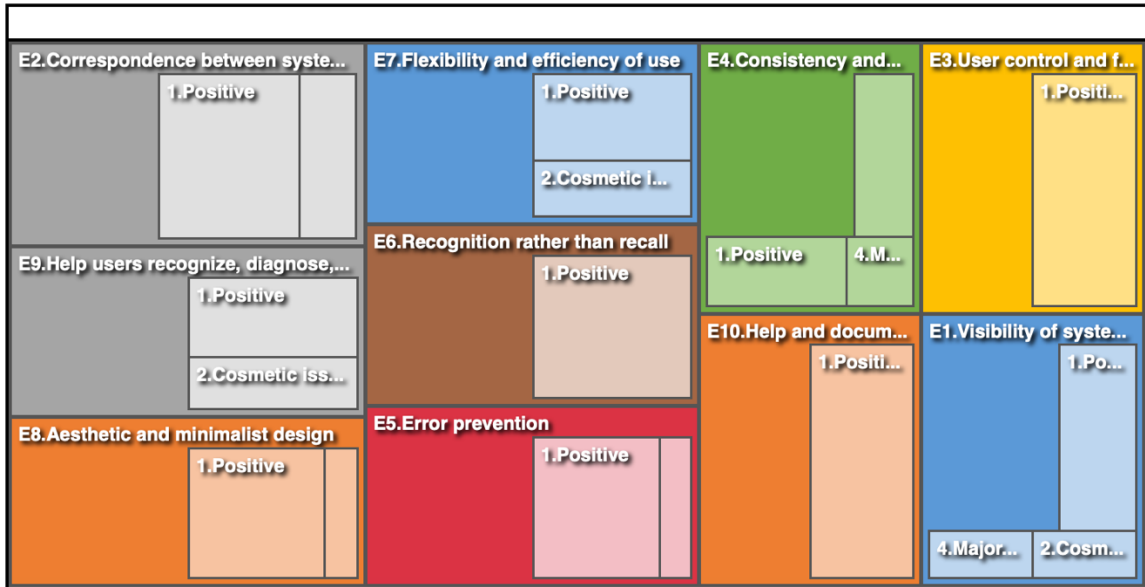 E2.Correspondence between syste...
1.Positive
E9.Help users recognize, diagnose,...
1.Positive
2.Cosmetic iss...
E8.Aesthetic and minimalist design
1.Positive
E7.Flexibility and efficiency of use
1.Positive
2.Cosmetic i...
E6.Recognition rather than recall
1.Positive
E5.Error prevention
1.Positive
E4.Consistency and...
1.Positive
4.M...
E10.Help and docum...
1.Positi...
E3.User control and f...
1.Positi...
E1.Visibility of syste...
1.Po...
4.Major...
2.Cosm...